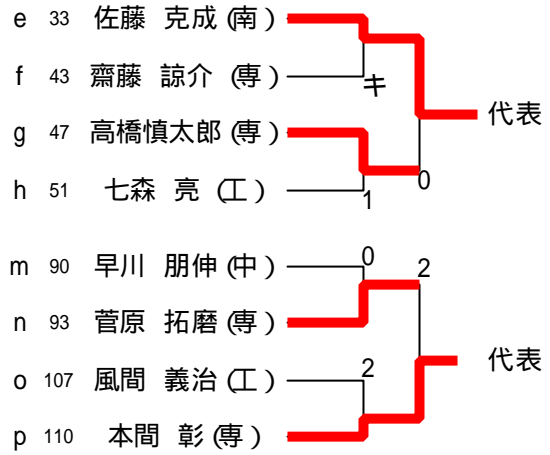 e 33 佐藤 克成 (南)
f 43 齋藤 諒介 (専)
キ
代表
g 47 高橋慎太郎 (専)
0
h 51 七森 亮 (工)
1
m 90 早川 朋伸 (中)
0
2
n 93 菅原 拓磨 (専)
代表
o 107 風間 義治 (工)
2
p 110 本間 彰 (専)